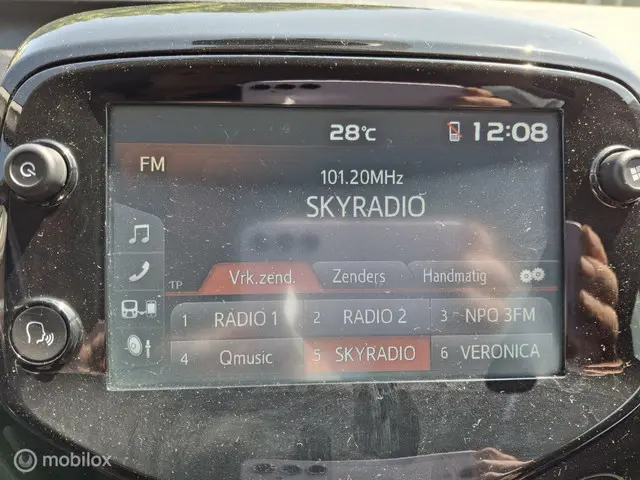 28°C 12:08
FM
101.20MHz
SKYRADIO
TP Vrk.zend. Zenders Handmatig
1 RADIO 1 2 RADIO 2 3 NPO 3FM
4 Qmusic 5 SKYRADIO 6 VERONICA
mobilox